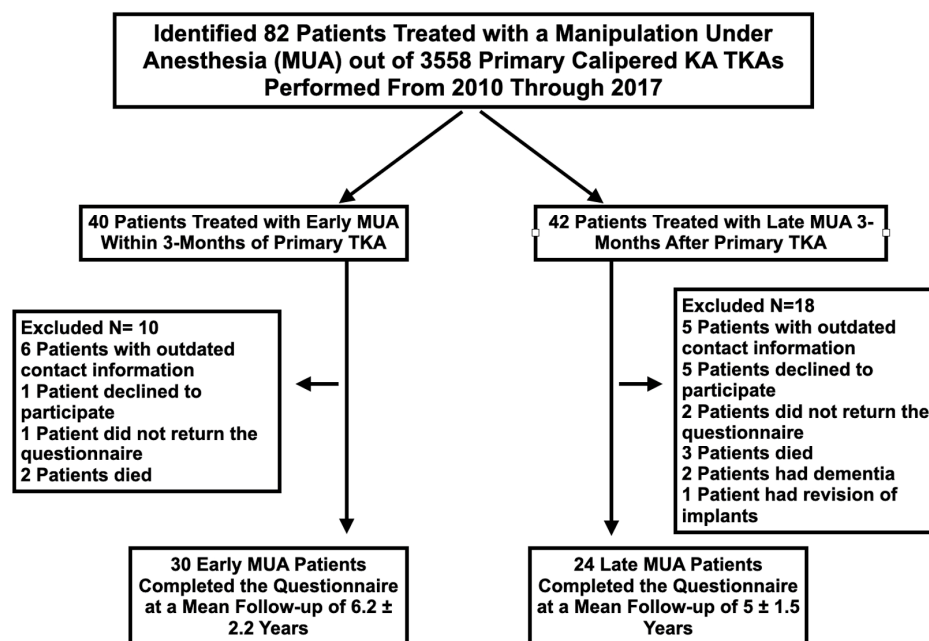 Identified 82 Patients Treated with a Manipulation Under
Anesthesia (MUA) out of 3558 Primary Calipered KA TKAs
Performed From 2010 Through 2017
40 Patients Treated with Early MUA
Within 3-Months of Primary TKA
42 Patients Treated with Late MUA 3-
Months After Primary TKA
Excluded N= 10
6 Patients with outdated
contact information
1 Patient declined to
participate
1 Patient did not return the
questionnaire
2 Patients died
Excluded N=18
5 Patients with outdated
contact information
5 Patients declined to
participate
2 Patients did not return the
questionnaire
3 Patients died
2 Patients had dementia
1 Patient had revision of
implants
30 Early MUA Patients
Completed the Questionnaire
at a Mean Follow-up of 6.2 ±
2.2 Years
24 Late MUA Patients
Completed the Questionnaire
at a Mean Follow-up of 5 ± 1.5
Years